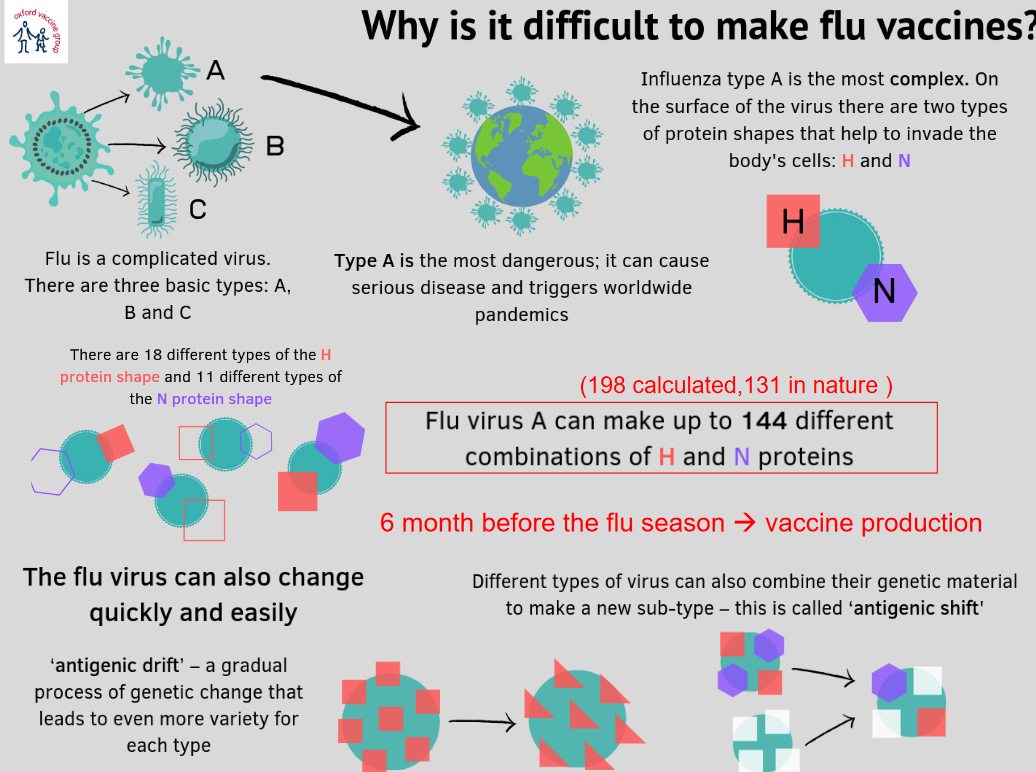 oxford vaccine group
Why is it difficult to make flu vaccines?
A
B
C
Influenza type A is the most complex. On
the surface of the virus there are two types
of protein shapes that help to invade the
body's cells: H and N
H
N
Flu is a complicated virus.
There are three basic types: A,
B and C
Type A is the most dangerous; it can cause
serious disease and triggers worldwide
pandemics
There are 18 different types of the H
protein shape and 11 different types of
the N protein shape
(198 calculated,131 in nature )
Flu virus A can make up to 144 different
combinations of H and N proteins
6 month before the flu season → vaccine production
The flu virus can also change
quickly and easily
Different types of virus can also combine their genetic material
to make a new sub-type – this is called ‘antigenic shift'
‘antigenic drift’ – a gradual
process of genetic change that
leads to even more variety for
each type